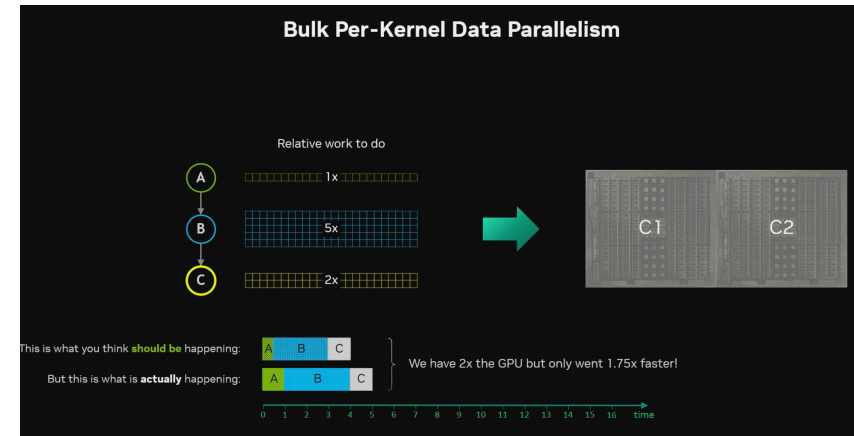 Bulk Per-Kernel Data Parallelism
Relative work to do
A
1x
B
5x
C
2x
C1
C2
This is what you think should be happening:
A B C
We have 2x the GPU but only went 1.75x faster!
But this is what is actually happening:
A B C
0 1 2 3 4 5 6 7 8 9 10 11 12 13 14 15 16 time